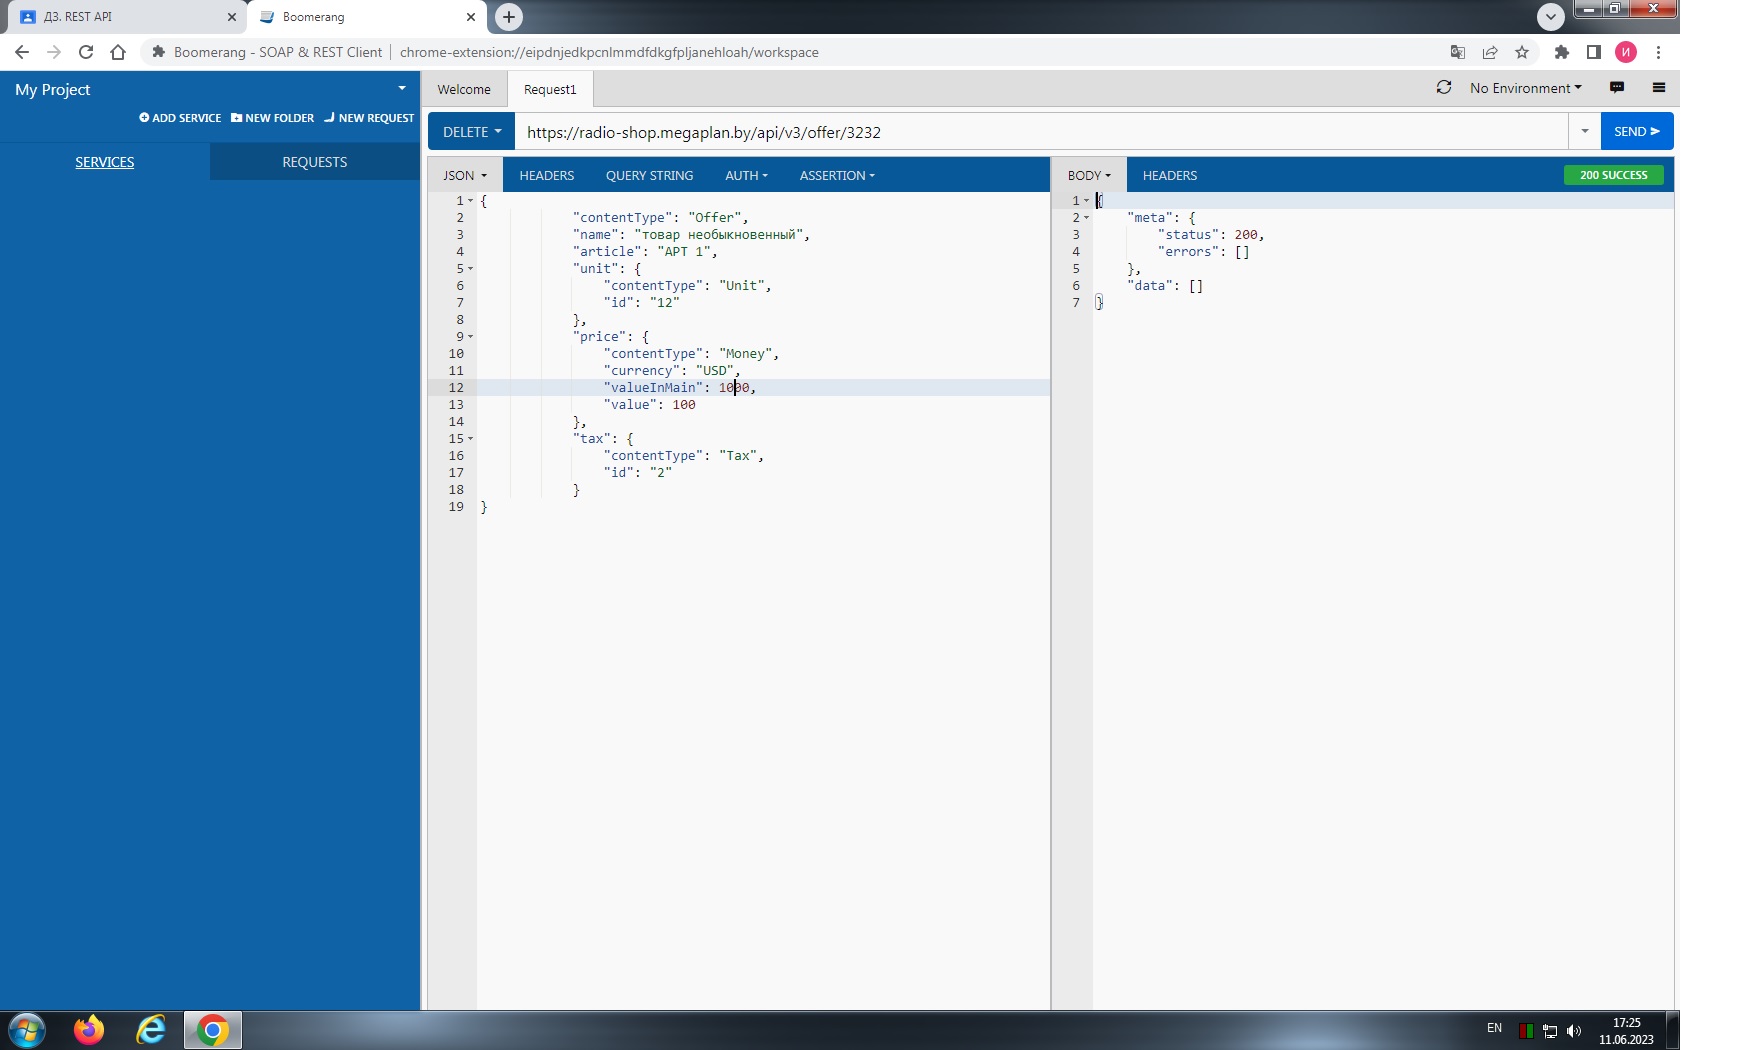 ДЗ. REST API
Boomerang
Boomerang - SOAP & REST Client
chrome-extension://eipdnjedkpcnlmmdfdkgfpljanehloah/workspace
И
My Project
ADD SERVICE
NEW FOLDER
NEW REQUEST
SERVICES
REQUESTS
Welcome
Request1
No Environment
DELETE
https://radio-shop.megaplan.by/api/v3/offer/3232
SEND
JSON
HEADERS
QUERY STRING
AUTH
ASSERTION
1 {
2 "contentType": "Offer",
3 "name": "товар необыкновенный",
4 "article": "АРТ 1",
5 "unit": {
6 "contentType": "Unit",
7 "id": "12"
8 },
9 "price": {
10 "contentType": "Money",
11 "currency": "USD",
12 "valueInMain": 1000,
13 "value": 100
14 },
15 "tax": {
16 "contentType": "Tax",
17 "id": "2"
18 }
19 }
BODY
HEADERS
200 SUCCESS
1 {
2 "meta": {
3 "status": 200,
4 "errors": []
5 },
6 "data": []
7 }
EN
17:25
11.06.2023